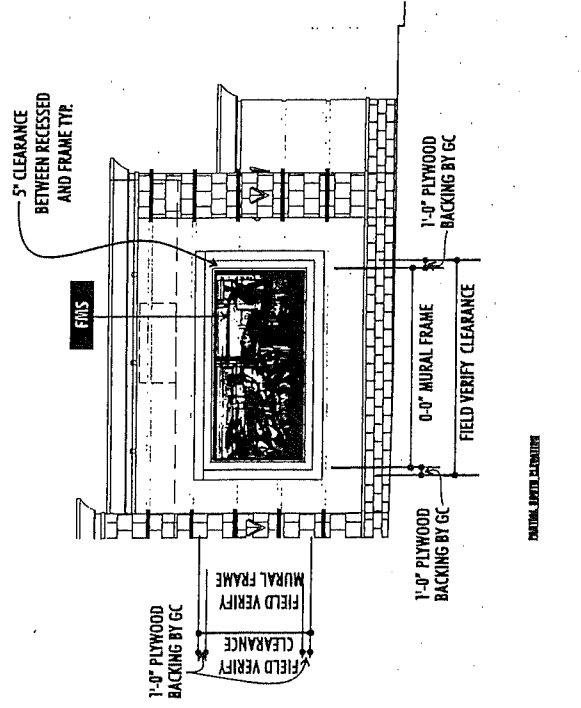 5" CLEARANCE
BETWEEN RECESSED
AND FRAME TYP.
FMS
1'-0" PLYWOOD
BACKING BY GC
FIELD VERIFY
CLEARANCE
FIELD VERIFY
MURAL FRAME
1'-0" PLYWOOD
BACKING BY GC
0-0" MURAL FRAME
FIELD VERIFY CLEARANCE
1'-0" PLYWOOD
BACKING BY GC
PARTIAL ELEVATION